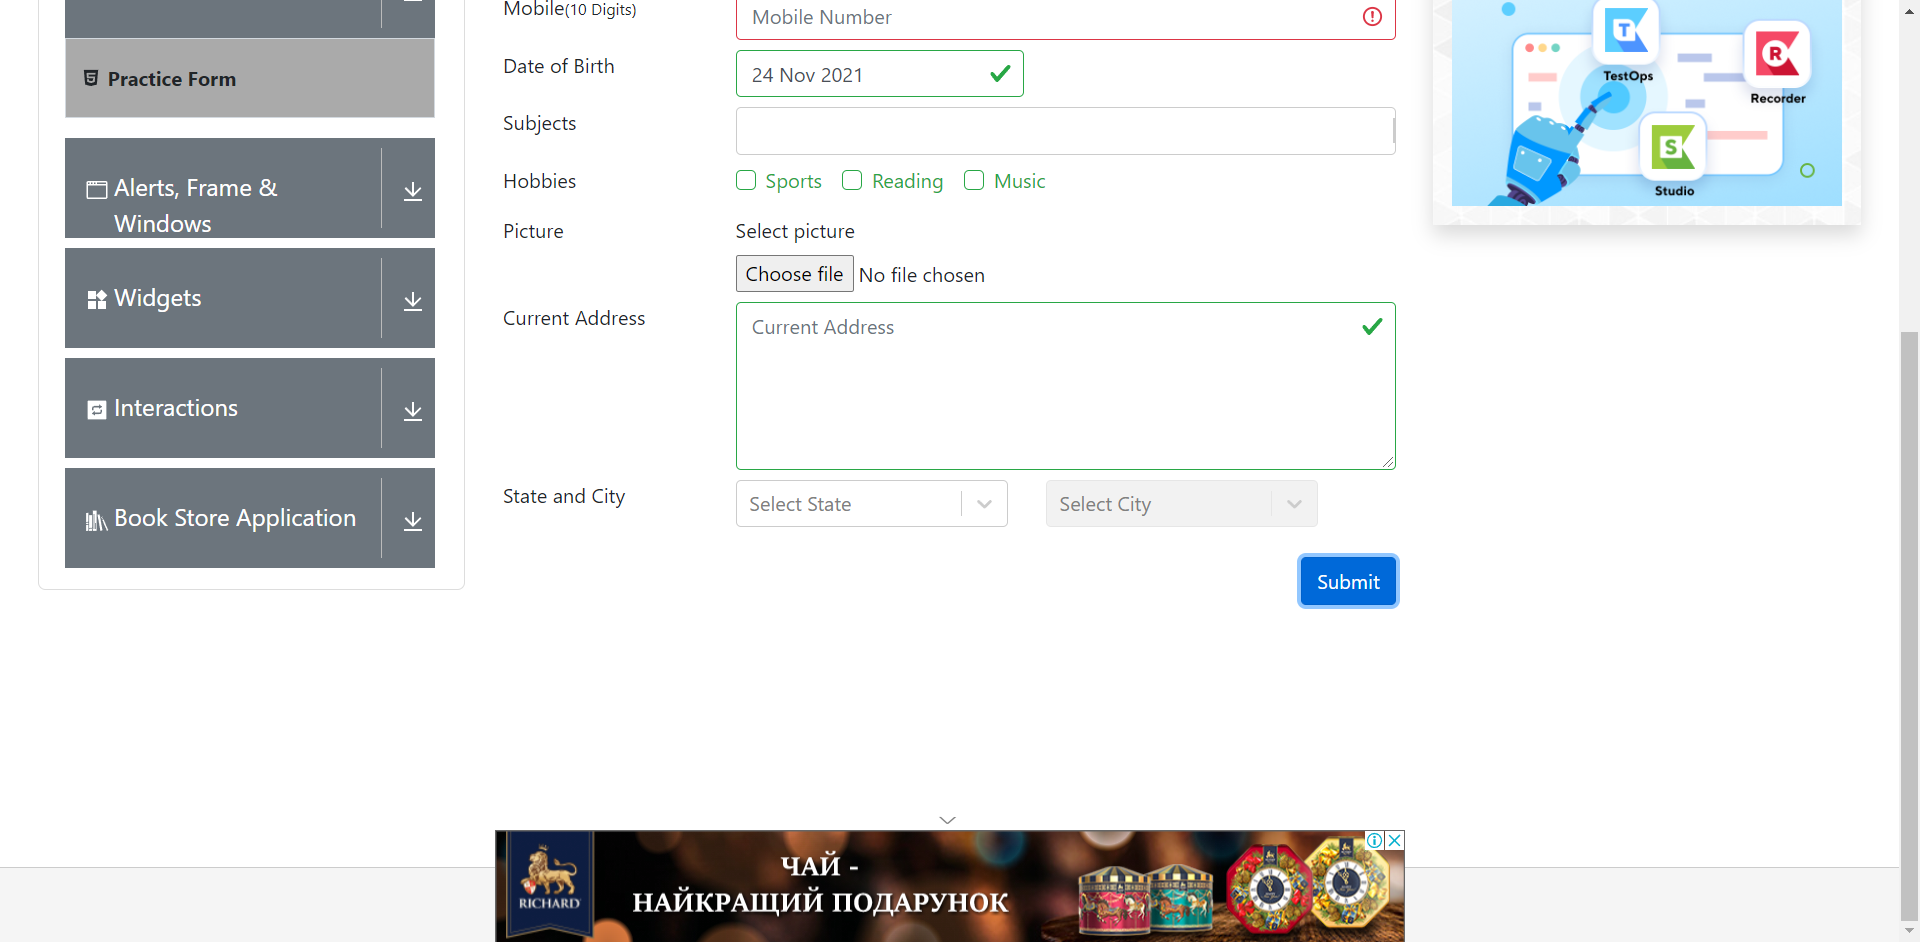 Mobile(10 Digits)
Mobile Number
Practice Form
Date of Birth
24 Nov 2021
Subjects
Hobbies
Sports
Reading
Music
Alerts, Frame &
Windows
Picture
Select picture
Choose file
No file chosen
Widgets
Current Address
Current Address
Interactions
State and City
Select State
Select City
Book Store Application
Submit
T
TestOps
R
Recorder
S
Studio
RICHARD
ЧАЙ -
НАЙКРАЩИЙ ПОДАРУНОК